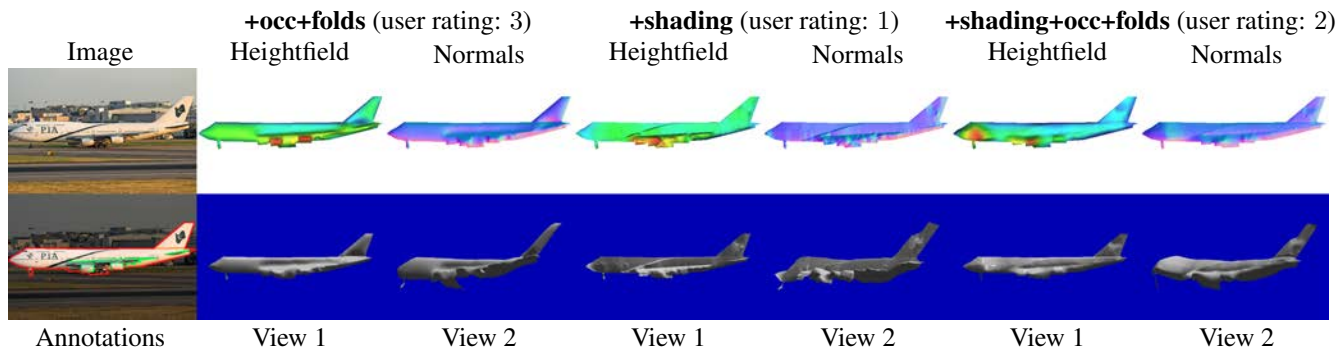 +occ+folds (user rating: 3) +shading (user rating: 1) +shading+occ+folds (user rating: 2)
Image Heightfield Normals Heightfield Normals Heightfield Normals
PIA
PIA
Annotations View 1 View 2 View 1 View 2 View 1 View 2